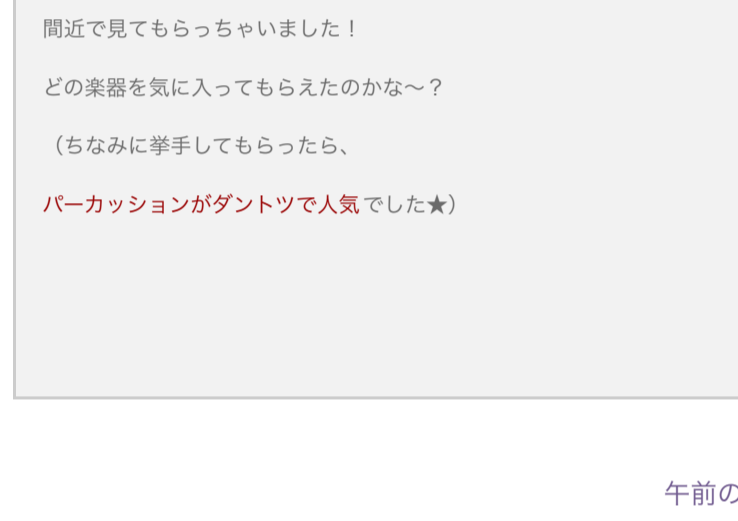 間近で見てもらっちゃいました！
どの楽器を気に入ってもらえたのかな〜？
（ちなみに挙手してもらったら、
パーカッションがダントツで人気でした★）
午前の